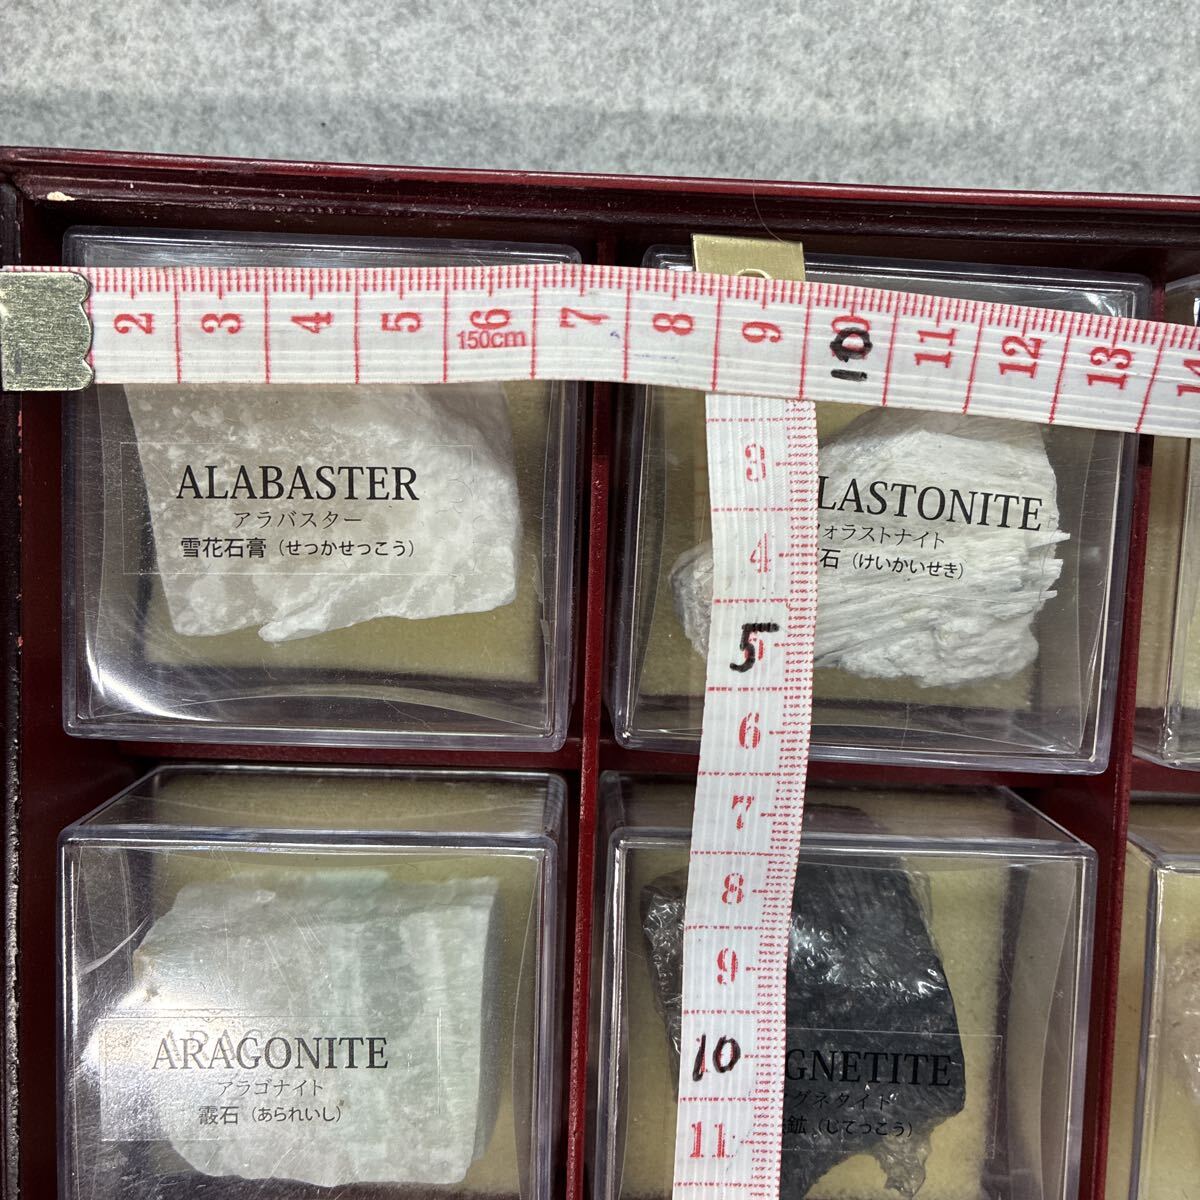 2 3 4 5 6 7 8 9 10 11 12 13 14
150cm
ALABASTER
アラバスター
雪花石膏（せっかせっこう）
LASTONITE
ォラストナイト
石（けいかいせき）
3
4
5
6
7
8
9
10
11
ARAGONITE
アラゴナイト
霰石（あられいし）
GNETITE
グネタイト
鉱（じてっこう）